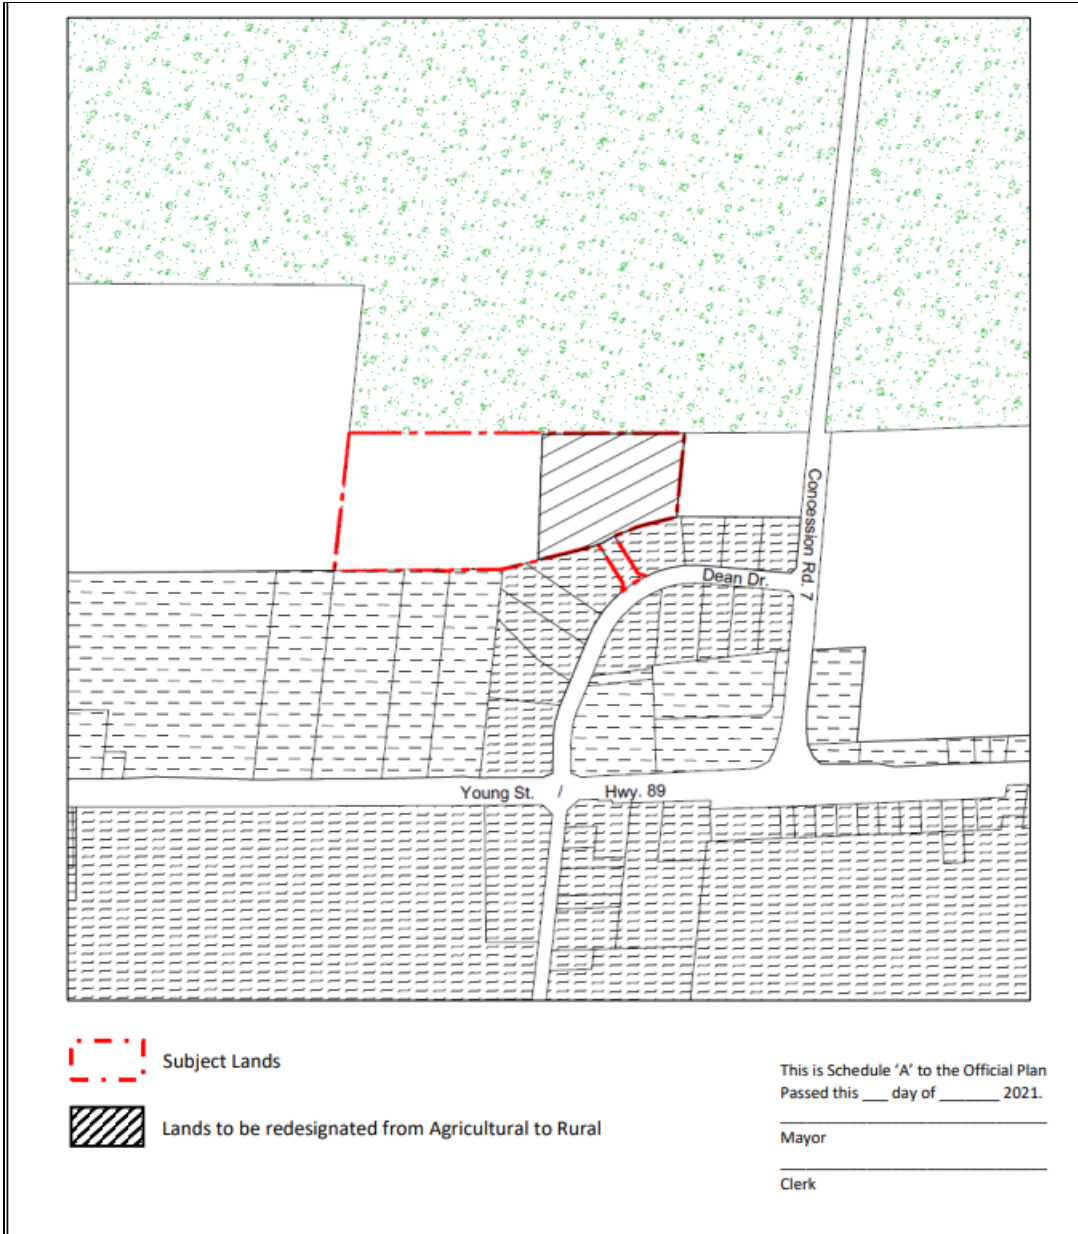 Concession Rd. 7
Dean Dr.
Young St. / Hwy. 89
Subject Lands
Lands to be redesignated from Agricultural to Rural
This is Schedule ‘A’ to the Official Plan
Passed this ___ day of _______ 2021.
Mayor
Clerk